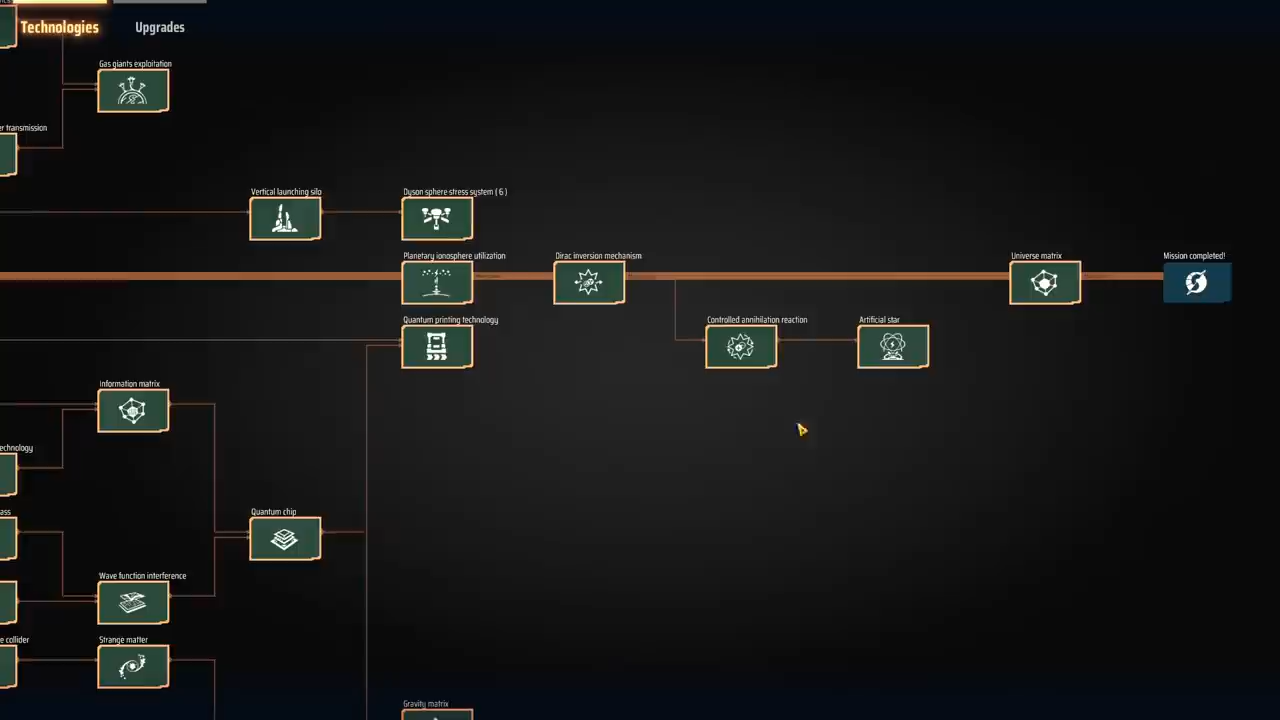 Technologies
Upgrades
Gas giants exploitation
er transmission
Vertical launching silo
Dyson sphere stress system ( 6 )
Planetary ionosphere utilization
Dirac inversion mechanism
Universe matrix
Mission completed!
Quantum printing technology
Controlled annihilation reaction
Artificial star
Information matrix
echnology
ass
Quantum chip
Wave function interference
e collider
Strange matter
Gravity matrix